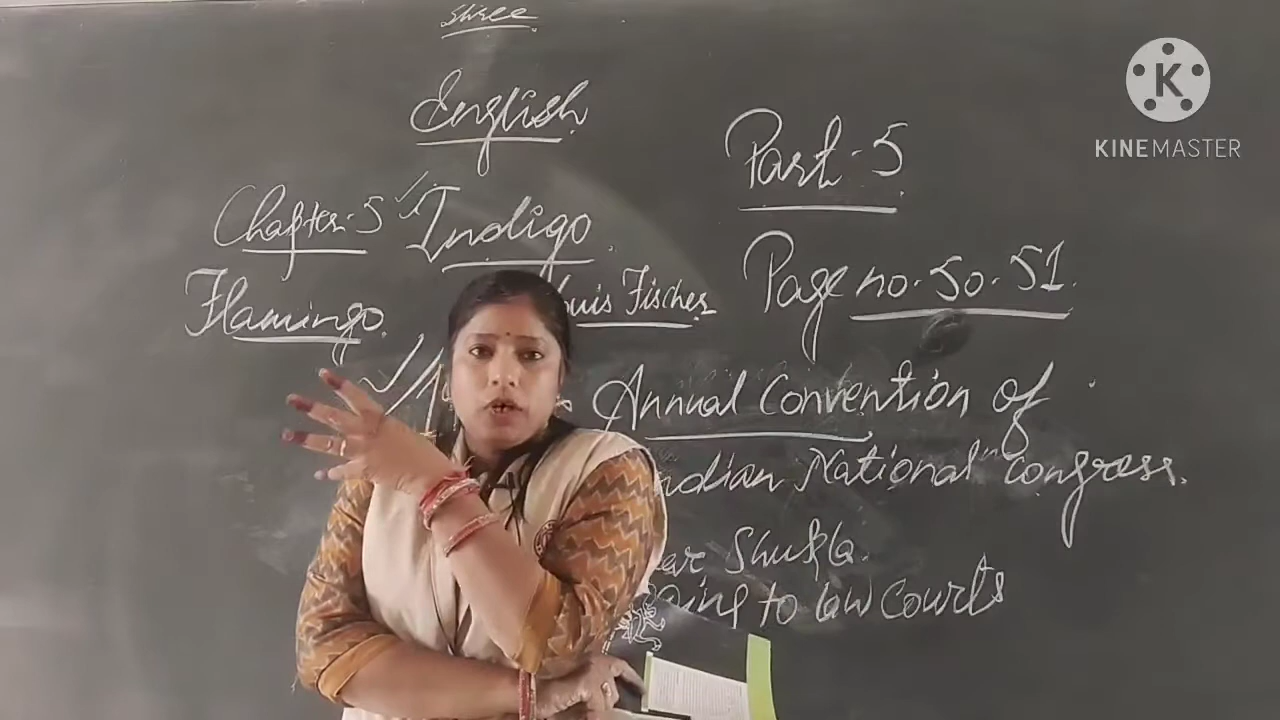 Shree
English
Part-5
Chapter-5 Indigo
Page no. 50-51.
Flamingo
Louis Fischer
Annual Convention of
Indian National Congress.
Shukla.
going to law Courts
K
KINEMASTER